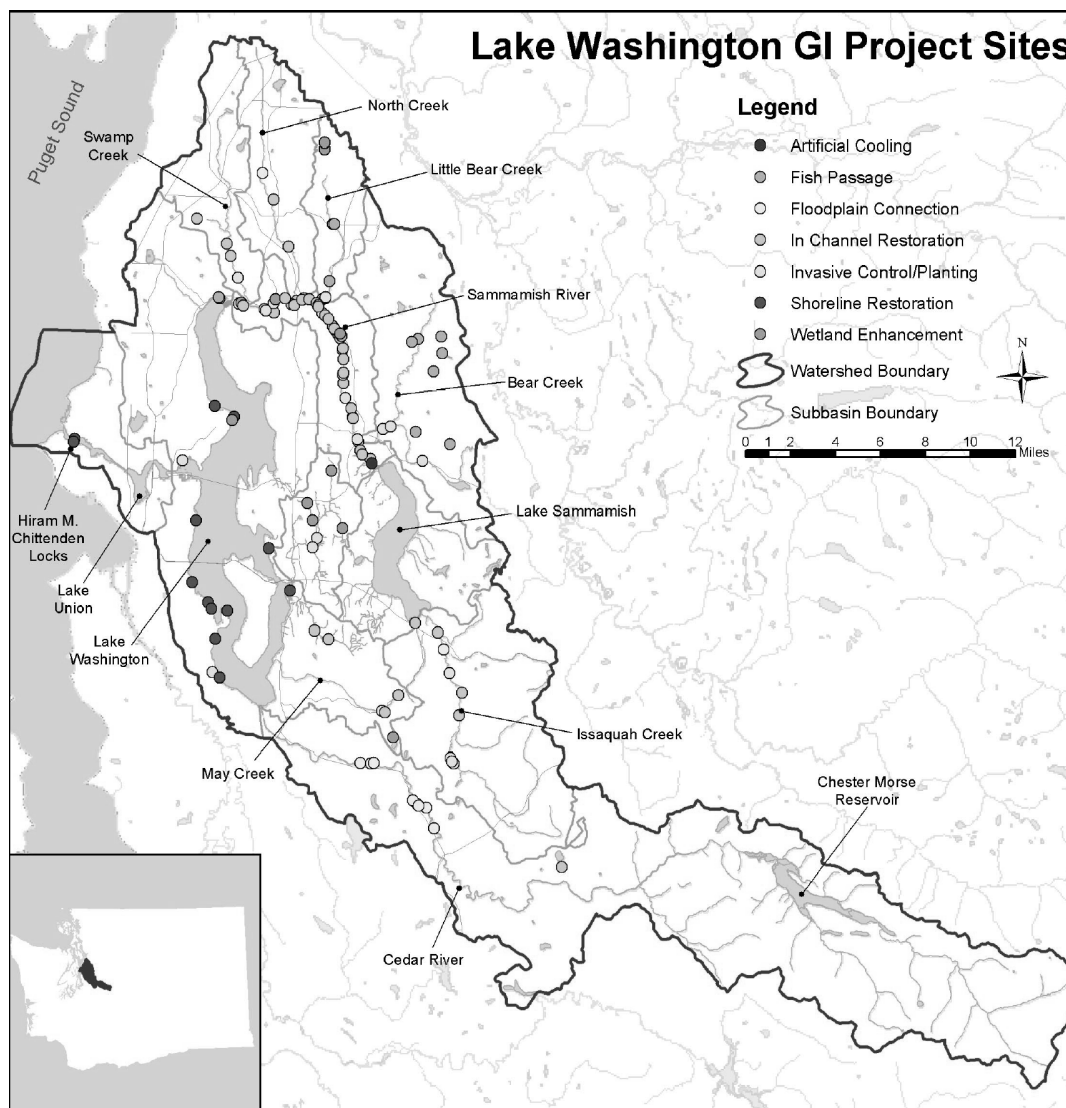 Lake Washington GI Project Sites
Puget Sound
North Creek
Swamp
Creek
Little Bear Creek
Sammamish River
Bear Creek
Lake Sammamish
Hiram M.
Chittenden
Locks
Lake
Union
Lake
Washington
May Creek
Issaquah Creek
Chester Morse
Reservoir
Cedar River
Legend
Artificial Cooling
Fish Passage
Floodplain Connection
In Channel Restoration
Invasive Control/Planting
Shoreline Restoration
Wetland Enhancement
Watershed Boundary
Subbasin Boundary
N
0 1 2 4 6 8 10 12
Miles